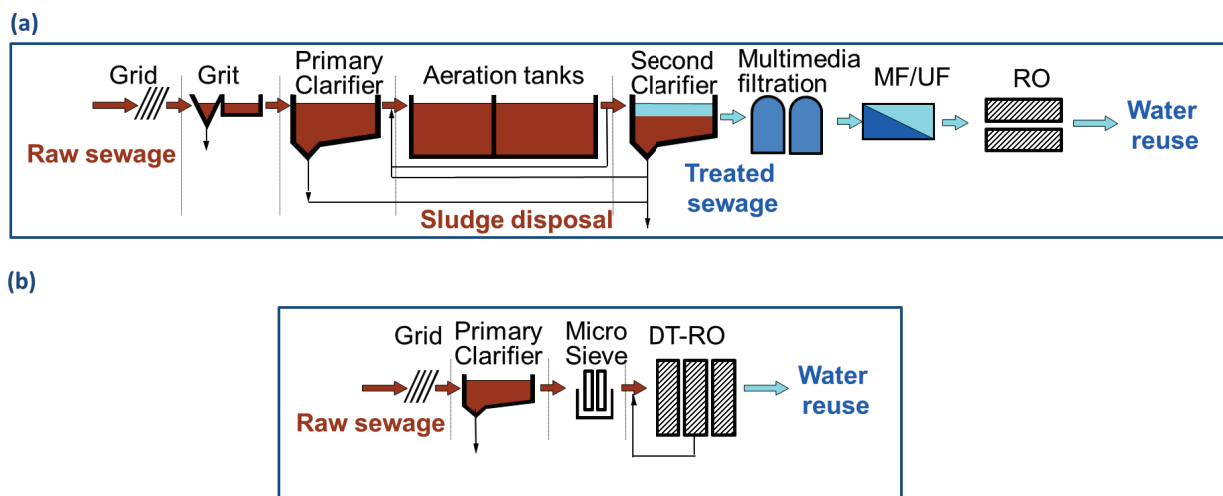 (a)
Grid
Grit
Primary
Clarifier
Aeration tanks
Second
Clarifier
Multimedia
filtration
MF/UF
RO
Raw sewage
Water
reuse
Treated
sewage
Sludge disposal
(b)
Grid
Primary
Clarifier
Micro
Sieve
DT-RO
Raw sewage
Water
reuse